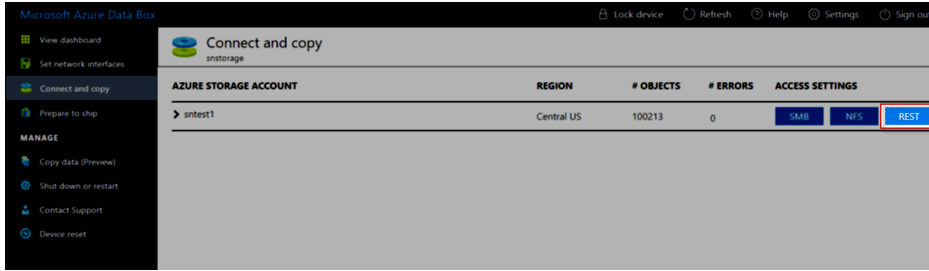 Microsoft Azure Data Box
Lock device Refresh Help Settings Sign out
View dashboard
Set network interfaces
Connect and copy
Prepare to ship
MANAGE
Copy data (Preview)
Shut down or restart
Contact Support
Device reset
Connect and copy
snstorage
AZURE STORAGE ACCOUNT REGION # OBJECTS # ERRORS ACCESS SETTINGS
sntest1 Central US 100213 0 SMB NFS REST